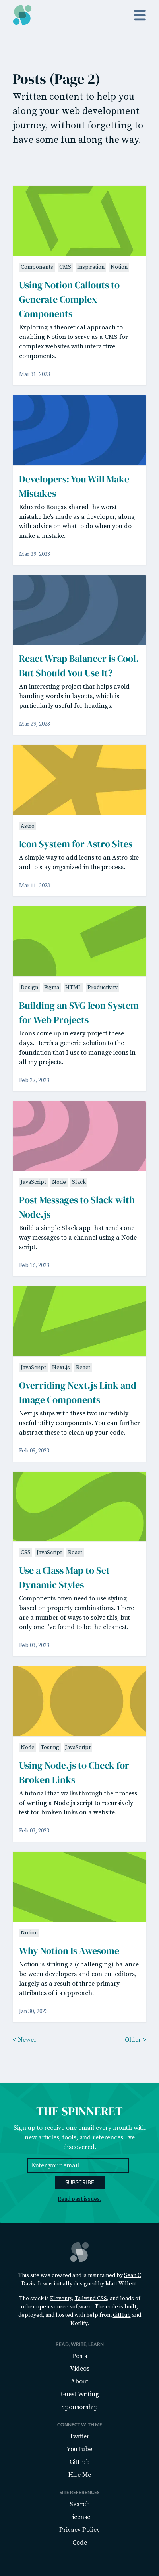 Posts (Page 2)
Written content to help you
along your web development
journey, without forgetting to
have some fun along the way.
Components CMS Inspiration Notion
Using Notion Callouts to
Generate Complex
Components
Exploring a theoretical approach to
enabling Notion to serve as a CMS for
complex websites with interactive
components.
Mar 31, 2023
Developers: You Will Make
Mistakes
Eduardo Bouças shared the worst
mistake he's made as a developer, along
with advice on what to do when you do
make a mistake.
Mar 29, 2023
React Wrap Balancer is Cool.
But Should You Use It?
An interesting project that helps avoid
handing words in layouts, which is
particularly useful for headings.
Mar 29, 2023
Astro
Icon System for Astro Sites
A simple way to add icons to an Astro site
and to stay organized in the process.
Mar 11, 2023
Design Figma HTML Productivity
Building an SVG Icon System
for Web Projects
Icons come up in every project these
days. Here's a generic solution to the
foundation that I use to manage icons in
all my projects.
Feb 27, 2023
JavaScript Node Slack
Post Messages to Slack with
Node.js
Build a simple Slack app that sends one-
way messages to a channel using a Node
script.
Feb 16, 2023
JavaScript Next.js React
Overriding Next.js Link and
Image Components
Next.js ships with these two incredibly
useful utility components. You can further
abstract these to clean up your code.
Feb 09, 2023
CSS JavaScript React
Use a Class Map to Set
Dynamic Styles
Components often need to use styling
based on property combinations. There
are a number of ways to solve this, but
only one I've found to be the cleanest.
Feb 03, 2023
Node Testing JavaScript
Using Node.js to Check for
Broken Links
A tutorial that walks through the process
of writing a Node.js script to recursively
test for broken links on a website.
Feb 01, 2023
Notion
Why Notion Is Awesome
Notion is striking a (challenging) balance
between developers and content editors,
largely as a result of three primary
attributes of its approach.
Jan 30, 2023
< Newer Older >
THE SPINNERET
Sign up to receive one email every month with
new articles, tools, and references I've
discovered.
Enter your email
SUBSCRIBE
Read past issues.
This site was created and is maintained by Sean C
Davis. It was initially designed by Matt Willett.
The stack is Eleventy, Tailwind CSS, and loads of
other open-source software. The code is built,
deployed, and hosted with help from GitHub and
Netlify.
READ, WRITE, LEARN
Posts
Videos
About
Guest Writing
Sponsorship
CONNECT WITH ME
Twitter
YouTube
GitHub
Hire Me
SITE REFERENCES
Search
License
Privacy Policy
Code